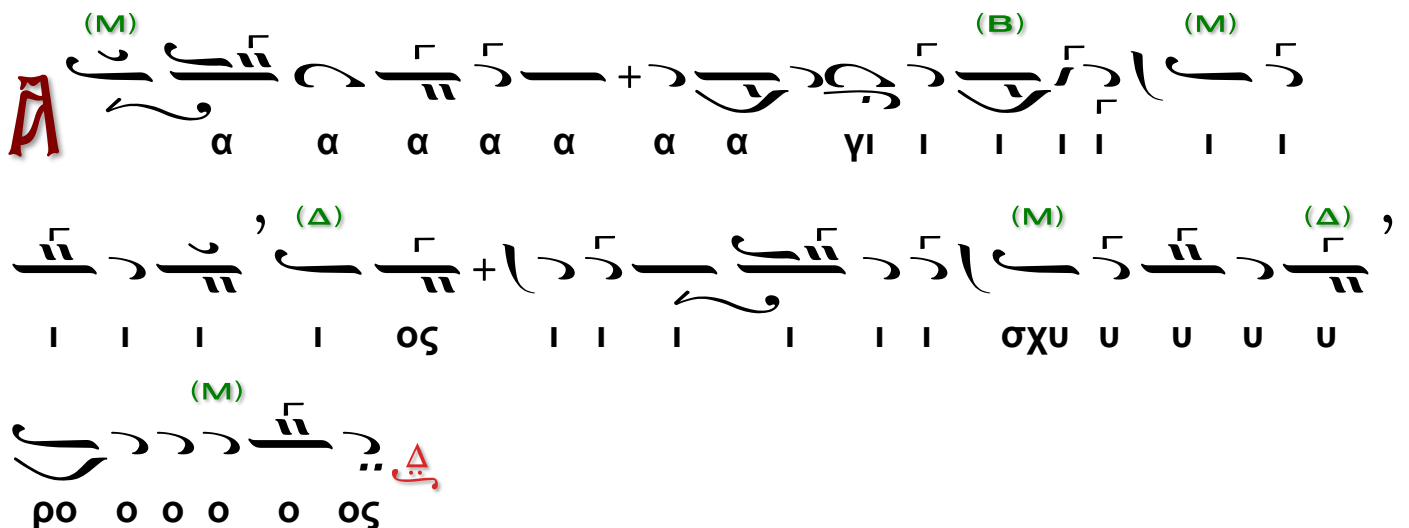 (Μ) (Β) (Μ)
Ἅ α α α α α α α γι ι ι ι ι ι ι
(Δ) (Μ) (Δ)
ι ι ι ι ος ι ι ι ι ι ι σχυ υ υ υ υ
(Μ)
ρο ο ο ο ο ος Δ